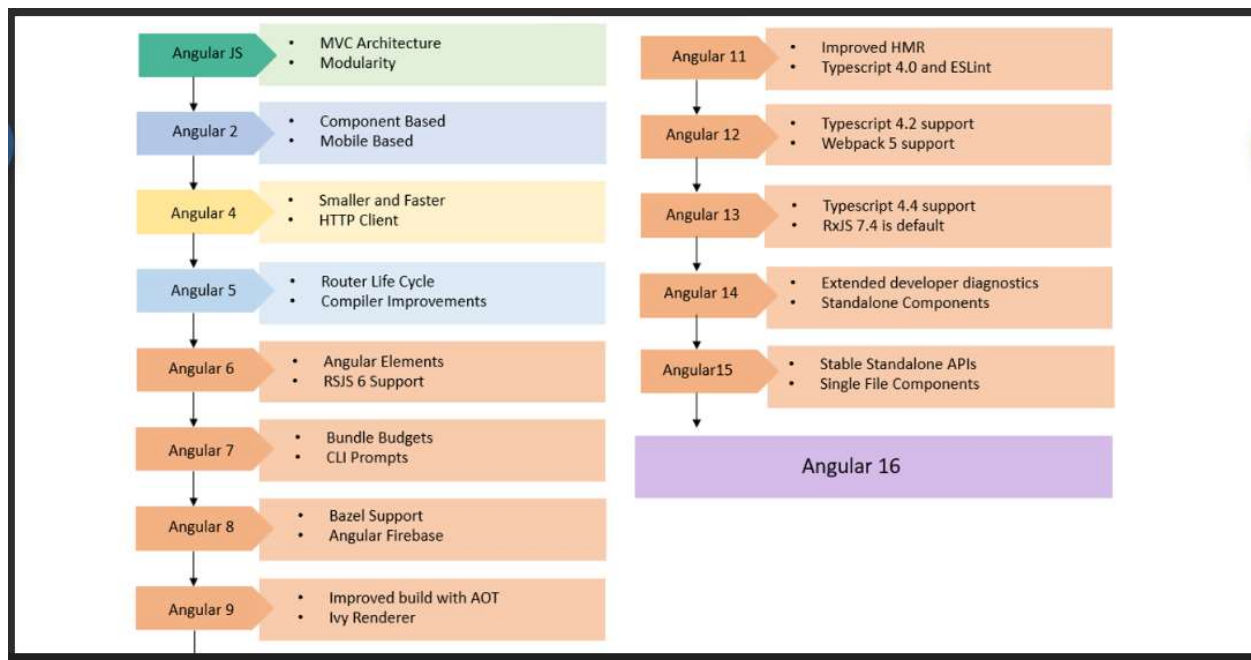 Angular JS
• MVC Architecture
• Modularity
Angular 2
• Component Based
• Mobile Based
Angular 4
• Smaller and Faster
• HTTP Client
Angular 5
• Router Life Cycle
• Compiler Improvements
Angular 6
• Angular Elements
• RSJS 6 Support
Angular 7
• Bundle Budgets
• CLI Prompts
Angular 8
• Bazel Support
• Angular Firebase
Angular 9
• Improved build with AOT
• Ivy Renderer
Angular 11
• Improved HMR
• Typescript 4.0 and ESLint
Angular 12
• Typescript 4.2 support
• Webpack 5 support
Angular 13
• Typescript 4.4 support
• RxJS 7.4 is default
Angular 14
• Extended developer diagnostics
• Standalone Components
Angular15
• Stable Standalone APIs
• Single File Components
Angular 16